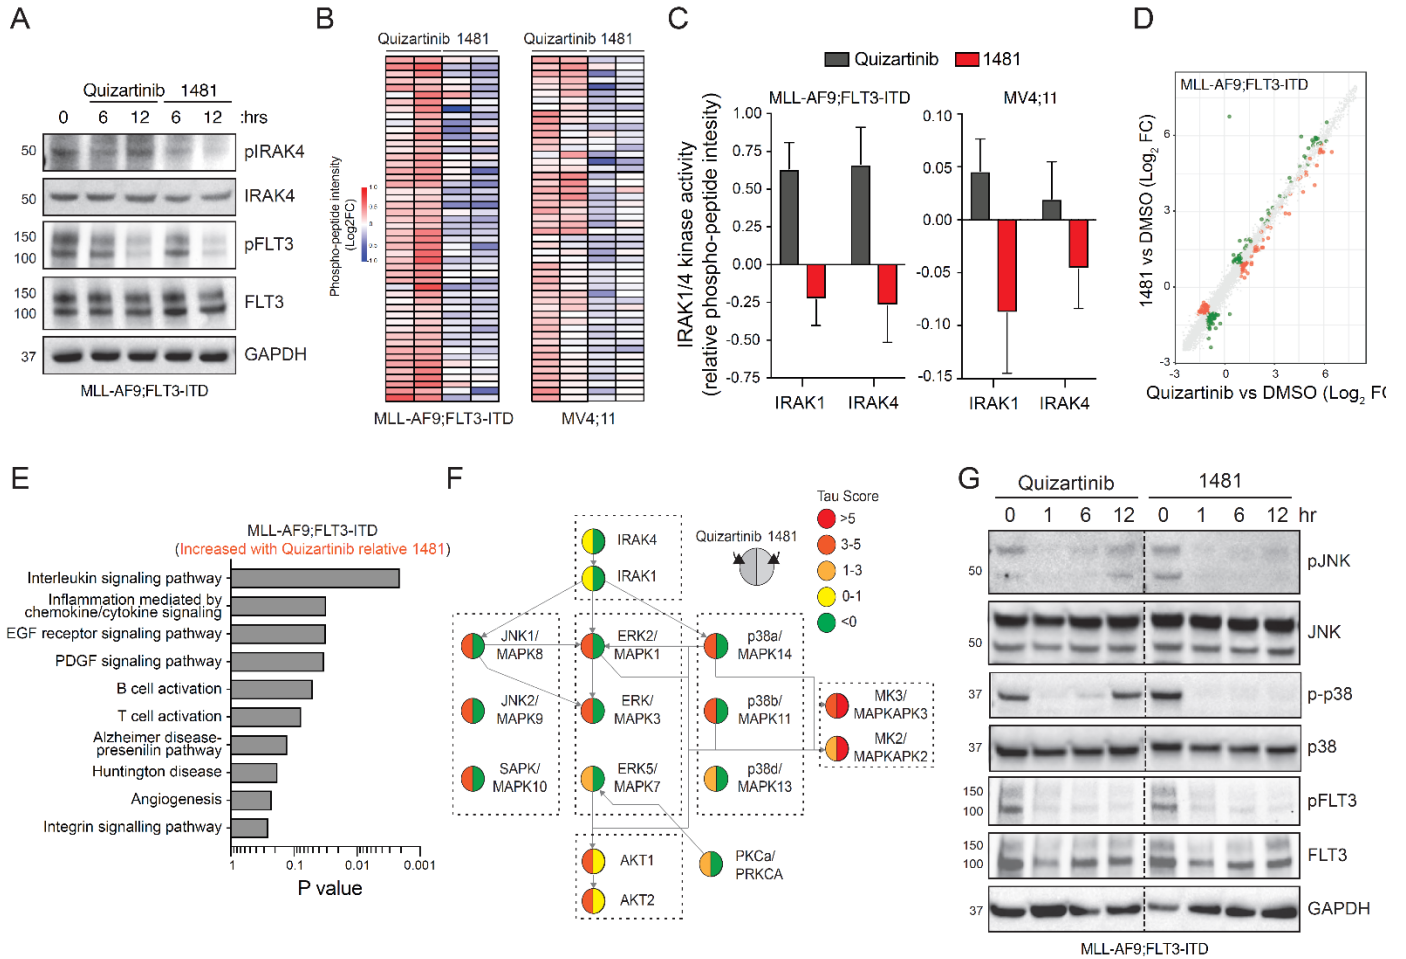 A
Quizartinib 1481
0 6 12 6 12 :hrs
50 pIRAK4
50 IRAK4
150
100
pFLT3
150
100
FLT3
37 GAPDH
MLL-AF9;FLT3-ITD
B
Quizartinib 1481
Quizartinib 1481
Phospho-peptide intensity
(Log2FC)
MLL-AF9;FLT3-ITD
MV4;11
C
Quizartinib 1481
MLL-AF9;FLT3-ITD
MV4;11
IRAK1/4 kinase activity
(relative phospho-peptide intesity)
1.00
0.75
0.50
0.25
0.00
-0.25
-0.50
-0.75
IRAK1 IRAK4
0.10
0.05
0.00
-0.05
-0.10
-0.15
IRAK1 IRAK4
D
MLL-AF9;FLT3-ITD
1481 vs DMSO (Log2 FC)
6
3
0
-3
-3 0 3 6
Quizartinib vs DMSO (Log2 F
E
MLL-AF9;FLT3-ITD
(Increased with Quizartinib relative 1481)
Interleukin signaling pathway
Inflammation mediated by
chemokine/cytokine signaling
EGF receptor signaling pathway
PDGF signaling pathway
B cell activation
T cell activation
Alzheimer disease-
presenilin pathway
Huntington disease
Angiogenesis
Integrin signalling pathway
1 0.1 0.01 0.001
P value
F
Tau Score
>5
3-5
1-3
0-1
<0
Quizartinib 1481
IRAK4
IRAK1
JNK1/
MAPK8
ERK2/
MAPK1
p38a/
MAPK14
JNK2/
MAPK9
ERK/
MAPK3
p38b/
MAPK11
MK3/
MAPKAPK3
MK2/
MAPKAPK2
SAPK/
MAPK10
ERK5/
MAPK7
p38d/
MAPK13
AKT1
AKT2
PKCa/
PRKCA
G
Quizartinib 1481
0 1 6 12 0 1 6 12 hr
50 pJNK
50 JNK
37 p-p38
37 p38
150
100
pFLT3
150
100
FLT3
37 GAPDH
MLL-AF9;FLT3-ITD